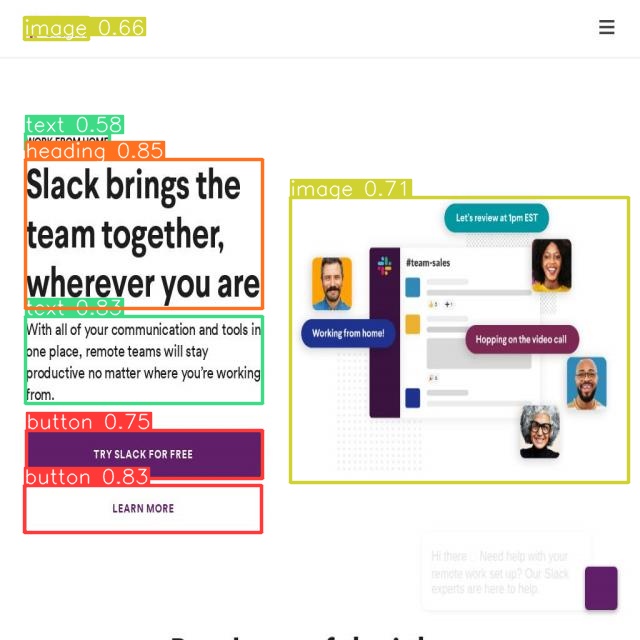 image 0.66
text 0.58
WORK FROM HOME
heading 0.85
Slack brings the
team together,
wherever you are
text 0.83
With all of your communication and tools in
one place, remote teams will stay
productive no matter where you're working
from.
button 0.75
TRY SLACK FOR FREE
button 0.83
LEARN MORE
image 0.71
Let's review at 1pm EST
#team-sales
Working from home!
Hopping on the video call
Hi there Need help with your
remote work set up? Our Slack
experts are here to help.